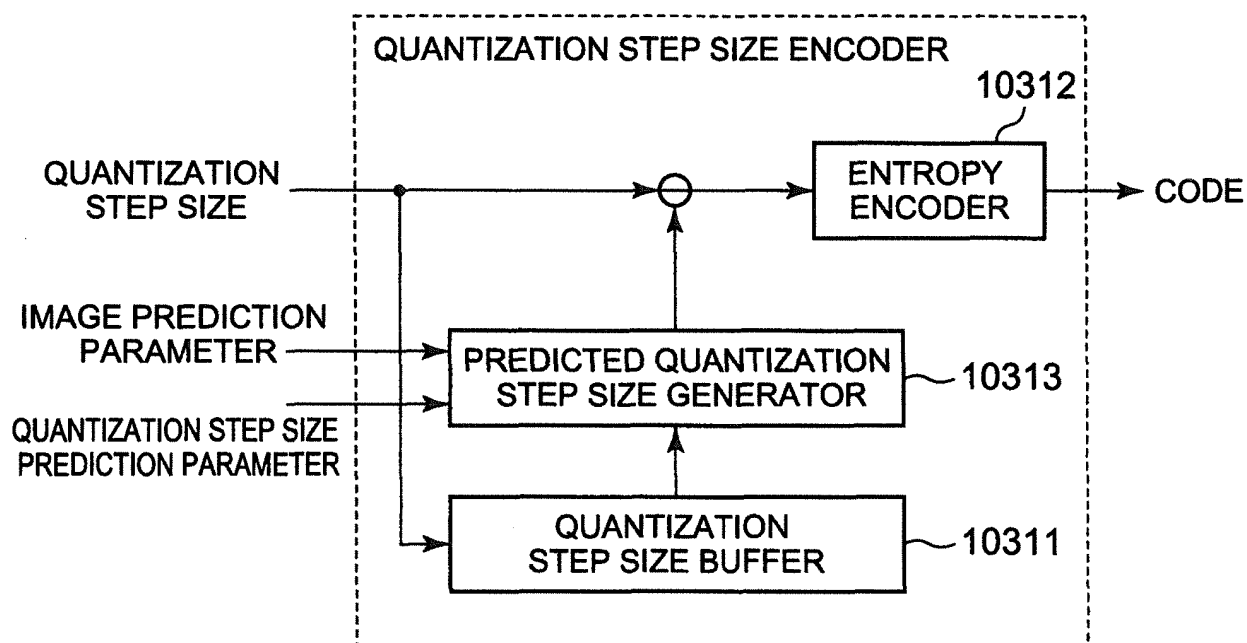 QUANTIZATION STEP SIZE ENCODER
10312
QUANTIZATION
STEP SIZE
ENTROPY
ENCODER
CODE
IMAGE PREDICTION
PARAMETER
PREDICTED QUANTIZATION
STEP SIZE GENERATOR
10313
QUANTIZATION STEP SIZE
PREDICTION PARAMETER
QUANTIZATION
STEP SIZE BUFFER
10311